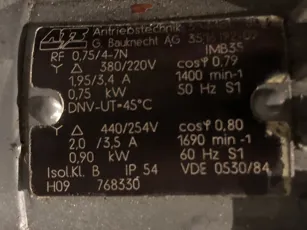 Antriebstechnik
G. Bauknecht AG
RF 0,75/4-7N IMB35
Y Δ 380/220V cosφ 0.79
1.95/3,4 A 1400 min-1
0,75 kW 50 Hz S1
DNV-UT=45°C
Y Δ 440/254V cosφ 0,80
2.0 /3,5 A 1690 min-1
0,90 kW 60 Hz S1
Isol.Kl. B IP 54 VDE 0530/84
H09 768330